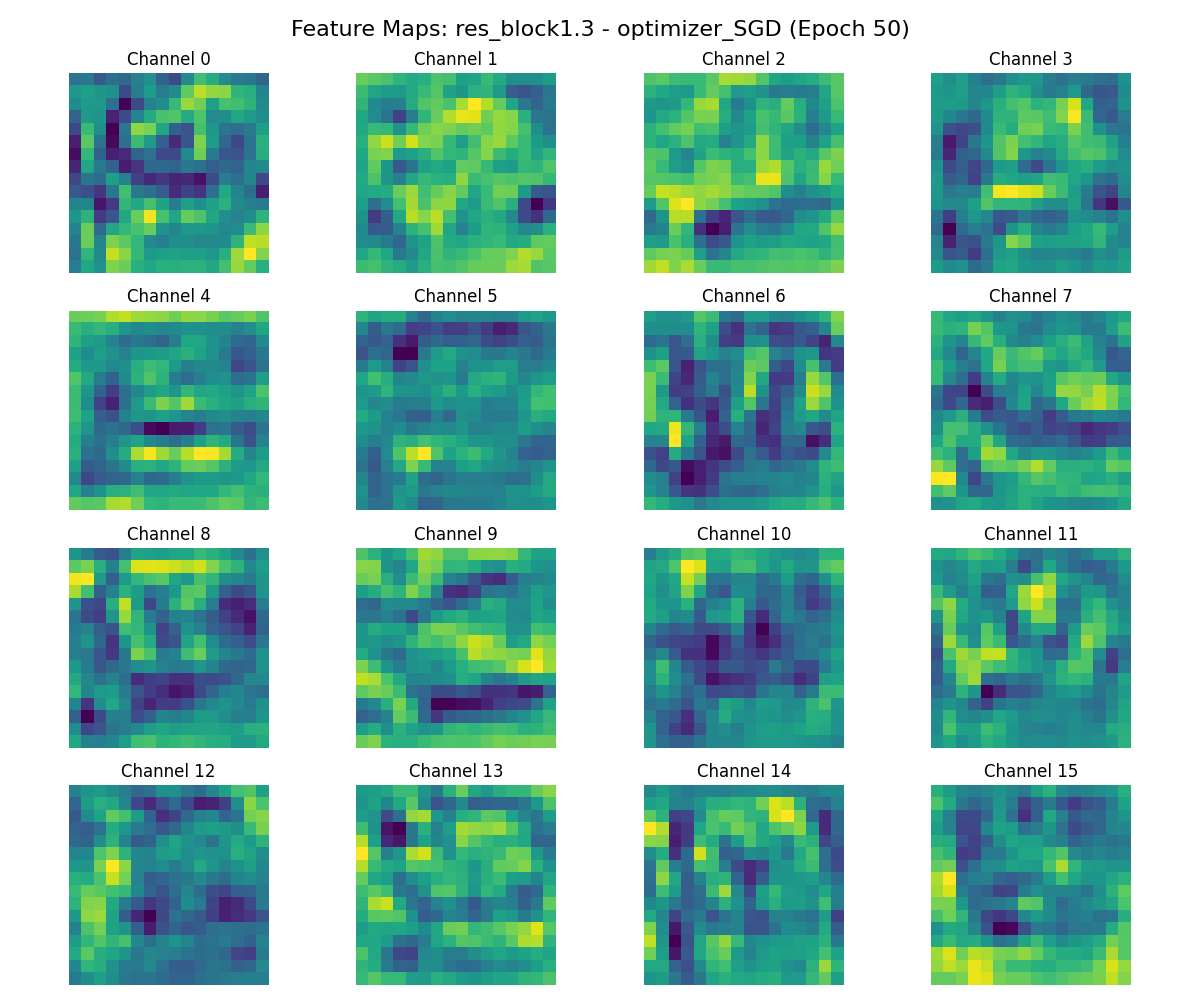 Feature Maps: res_block1.3 - optimizer_SGD (Epoch 50)
Channel 0
Channel 1
Channel 2
Channel 3
Channel 4
Channel 5
Channel 6
Channel 7
Channel 8
Channel 9
Channel 10
Channel 11
Channel 12
Channel 13
Channel 14
Channel 15